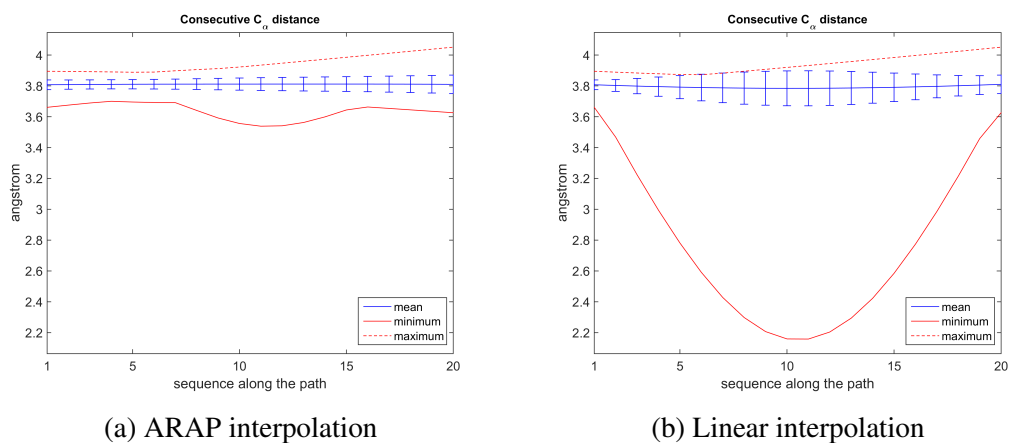 Consecutive Cα distance
4
3.8
3.6
3.4
3.2
3
2.8
2.6
2.4
2.2
angstrom
1
5
10
15
20
sequence along the path
mean
minimum
maximum
(a) ARAP interpolation
Consecutive Cα distance
4
3.8
3.6
3.4
3.2
3
2.8
2.6
2.4
2.2
angstrom
1
5
10
15
20
sequence along the path
mean
minimum
maximum
(b) Linear interpolation